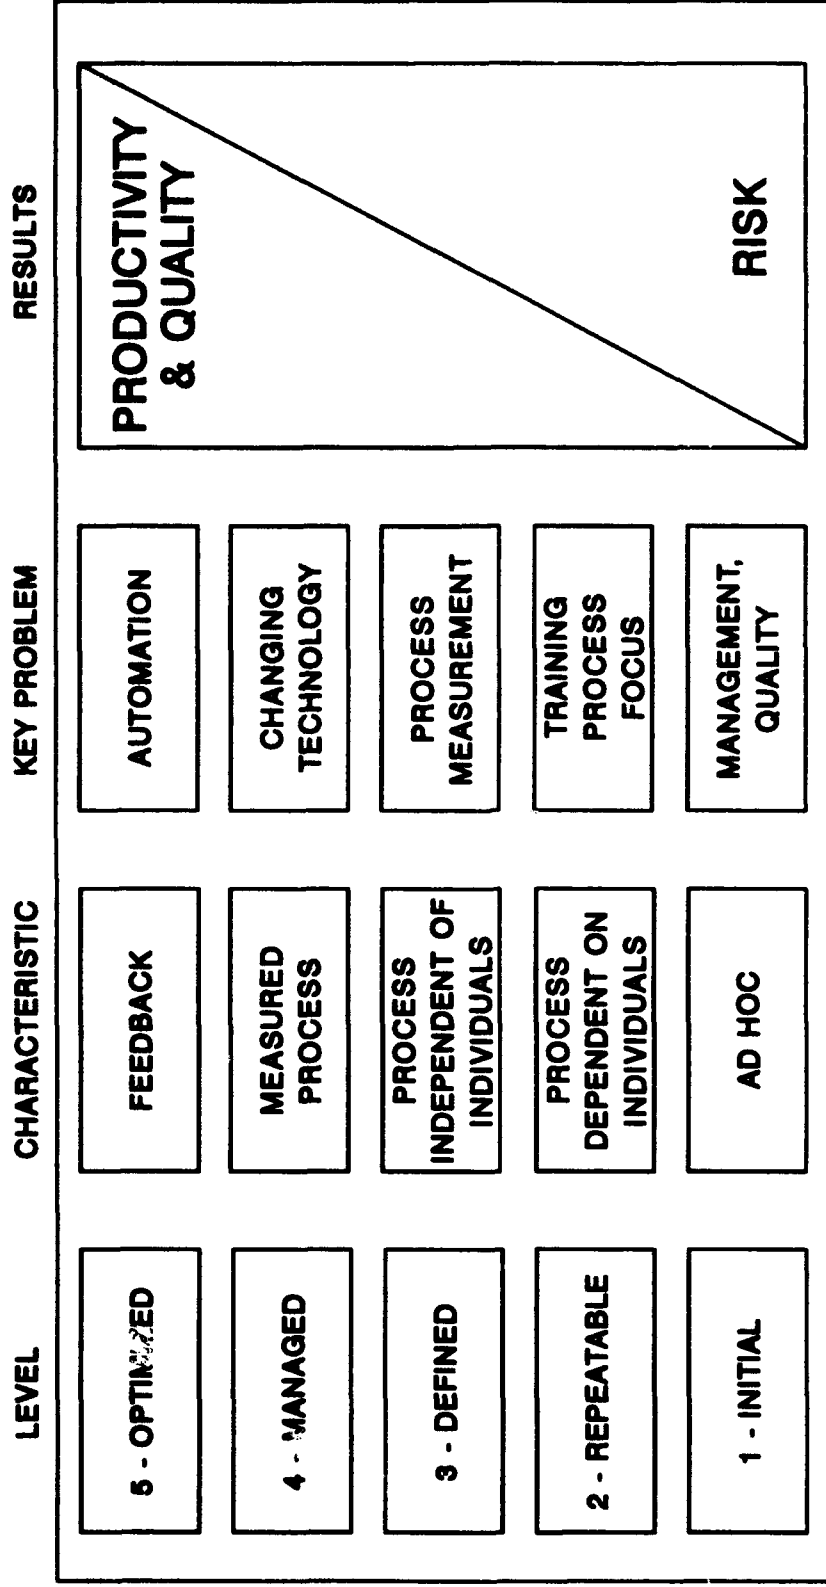 LEVEL CHARACTERISTIC KEY PROBLEM RESULTS
5 - OPTIMIZED
FEEDBACK
AUTOMATION
PRODUCTIVITY
& QUALITY
4 - MANAGED
MEASURED
PROCESS
CHANGING
TECHNOLOGY
3 - DEFINED
PROCESS
INDEPENDENT OF
INDIVIDUALS
PROCESS
MEASUREMENT
2 - REPEATABLE
PROCESS
DEPENDENT ON
INDIVIDUALS
TRAINING
PROCESS
FOCUS
1 - INITIAL
AD HOC
MANAGEMENT,
QUALITY
RISK